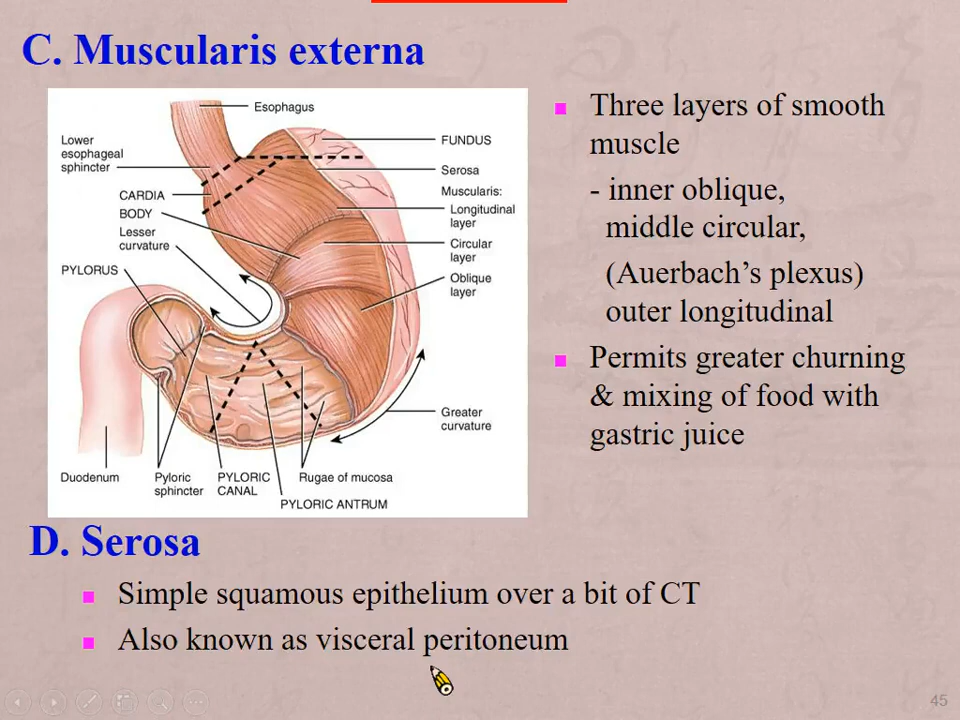 C. Muscularis externa
Esophagus
Lower
esophageal
sphincter
FUNDUS
Serosa
CARDIA
Muscularis:
BODY
Longitudinal
layer
Lesser
curvature
Circular
layer
PYLORUS
Oblique
layer
Greater
curvature
Duodenum
Pyloric
sphincter
PYLORIC
CANAL
Rugae of mucosa
PYLORIC ANTRUM
Three layers of smooth
muscle
- inner oblique,
middle circular,
(Auerbach’s plexus)
outer longitudinal
Permits greater churning
& mixing of food with
gastric juice
D. Serosa
Simple squamous epithelium over a bit of CT
Also known as visceral peritoneum
45